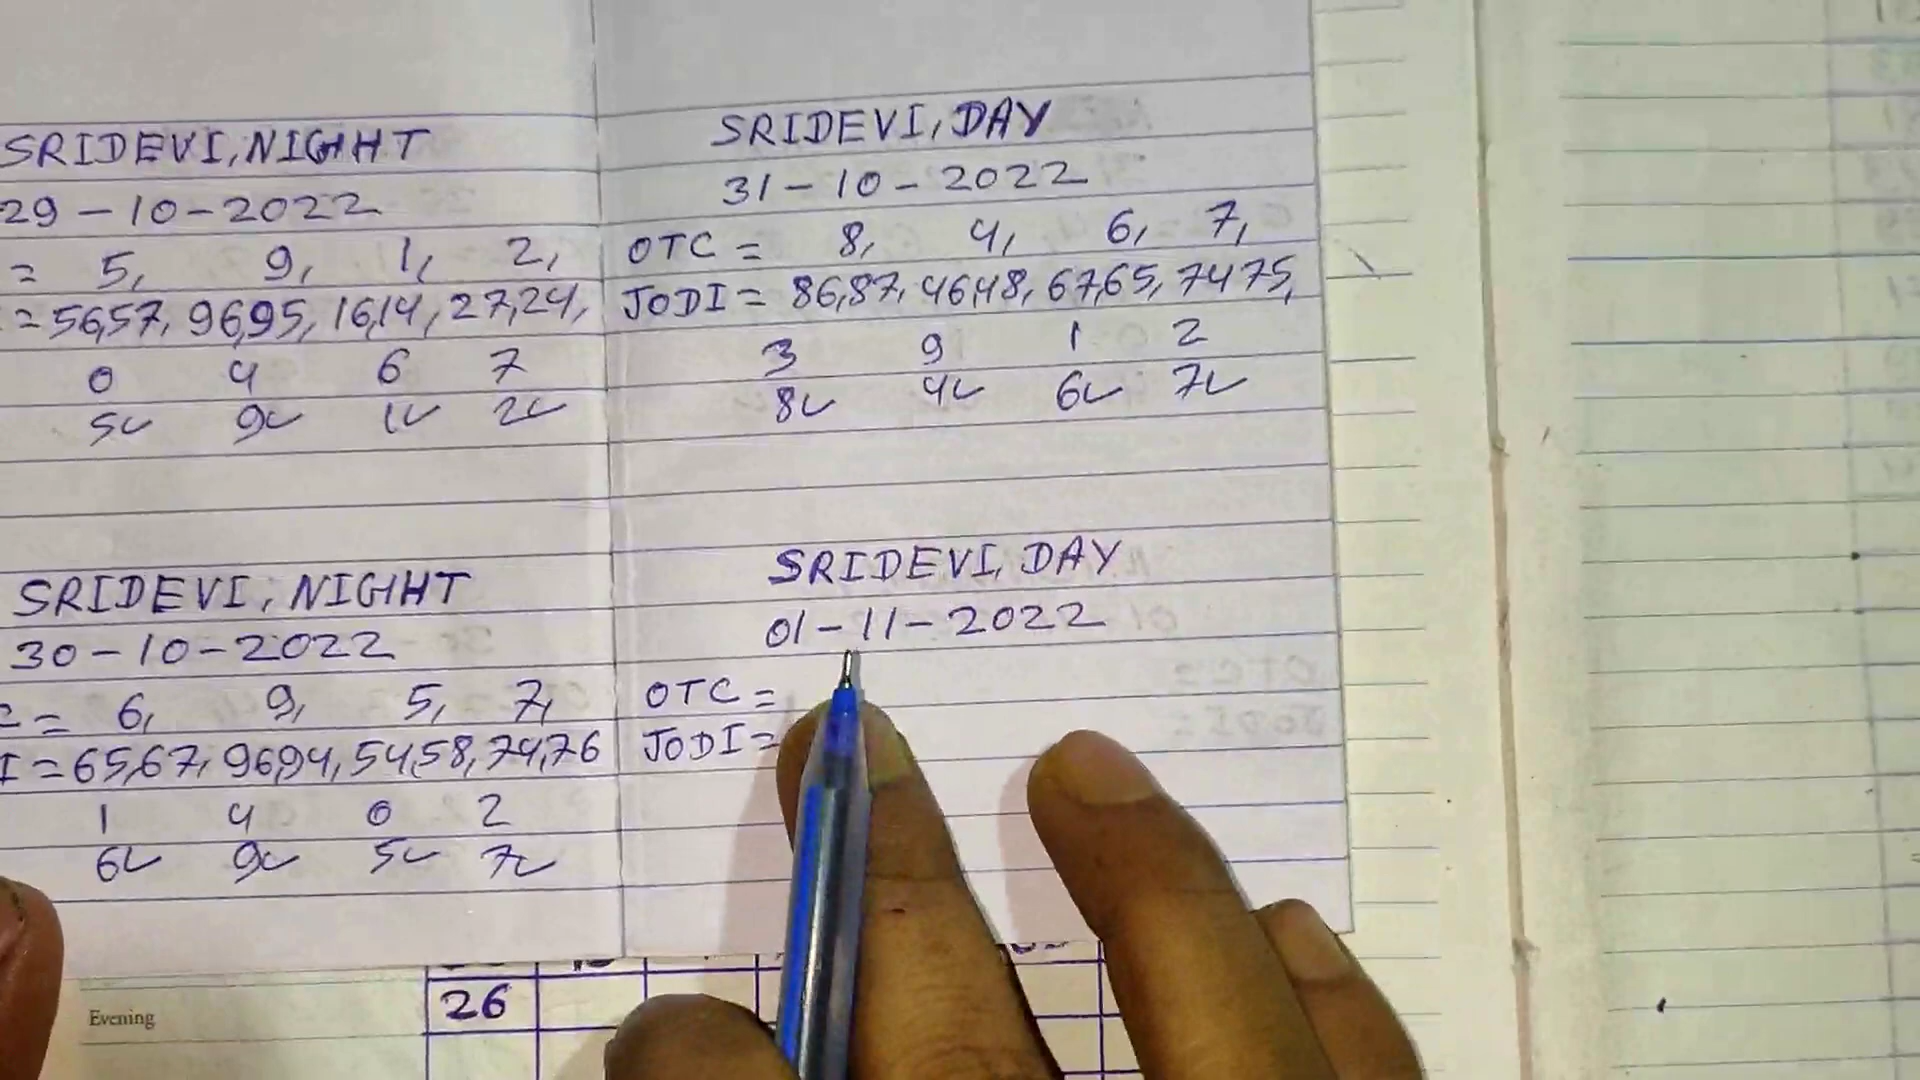 SRIDEVI, NIGHT
29-10-2022
= 5, 9, 1, 2,
= 56,57, 96,95, 16,14, 27,24,
0 4 6 7
5✓ 9✓ 1✓ 2✓
SRIDEVI, DAY
31-10-2022
OTC = 8, 4, 6, 7,
JODI = 86,87, 46,48, 67,65, 74 75,
3 9 1 2
8✓ 4✓ 6✓ 7✓
SRIDEVI, NIGHT
30-10-2022
= 6, 9, 5, 7,
I = 65,67, 96,94, 54,58, 74,76
1 4 0 2
6✓ 9✓ 5✓ 7✓
SRIDEVI, DAY
01-11-2022
OTC =
JODI =
26
Evening